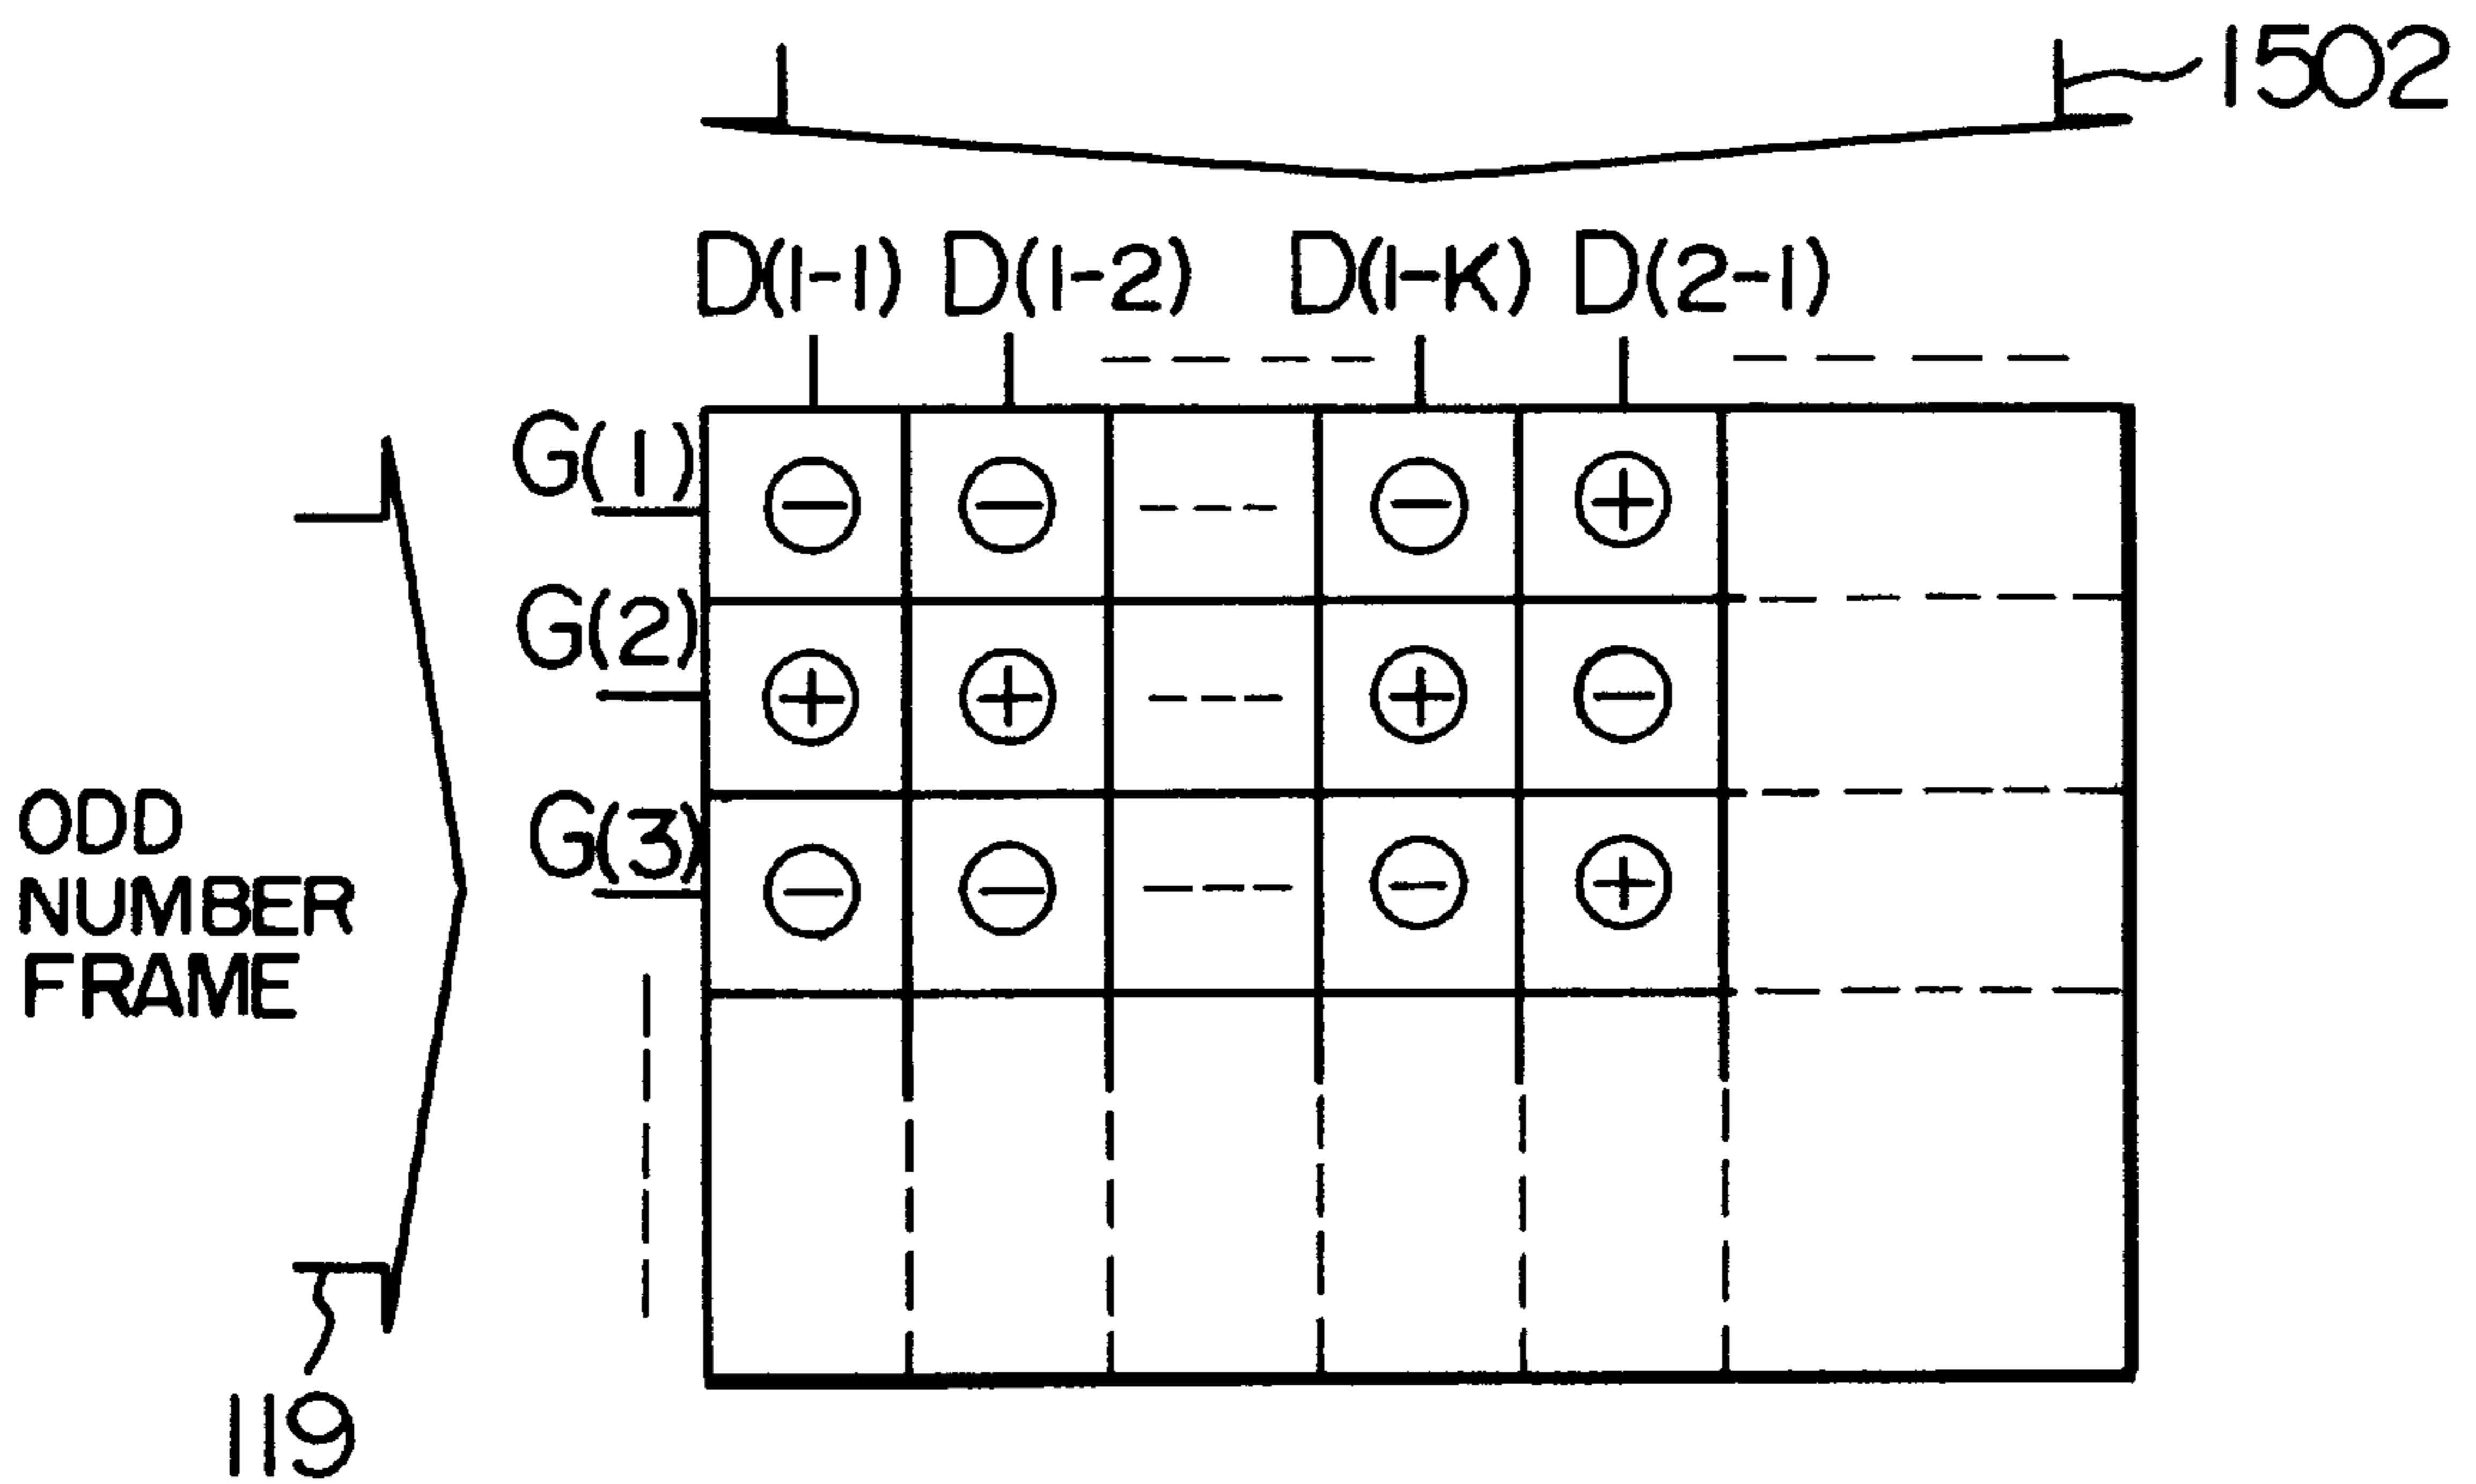 1502
D(1-1) D(1-2) D(1-K) D(2-1)
G(1)
G(2)
G(3)
ODD
NUMBER
FRAME
119